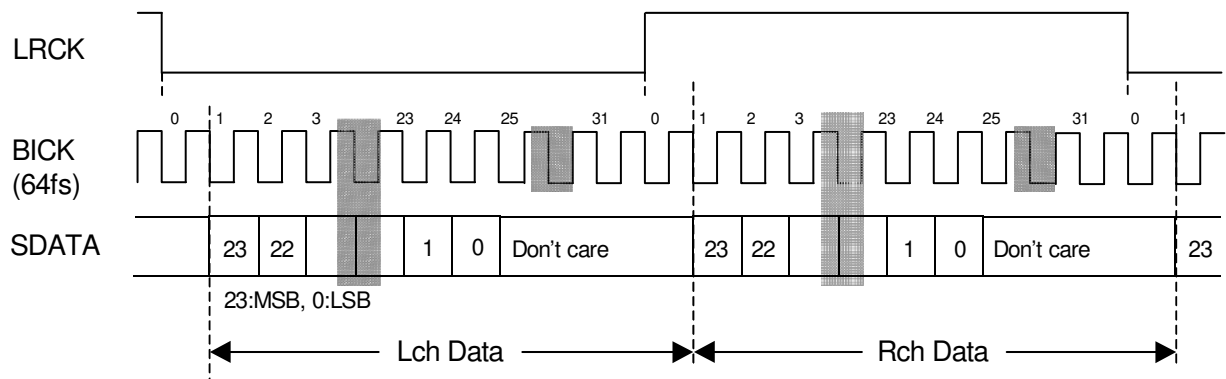 LRCK
0 1 2 3 23 24 25 31 0 1 2 3 23 24 25 31 0 1
BICK
(64fs)
SDATA 23 22 1 0 Don't care 23 22 1 0 Don't care 23
23:MSB, 0:LSB
Lch Data Rch Data